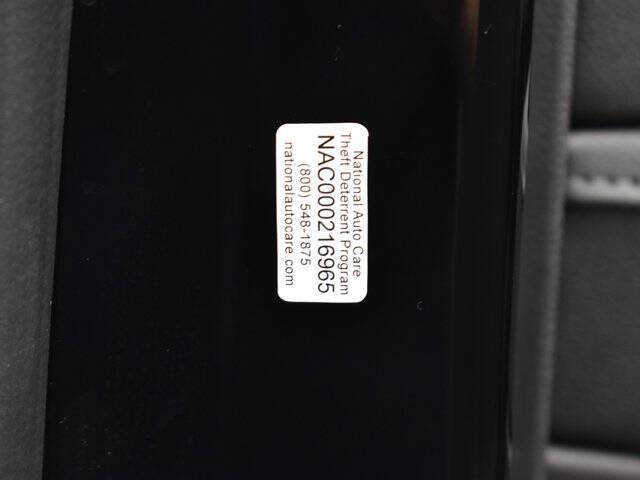 National Auto Care
Theft Deterrent Program
NAC000216965
(800) 548-1875
nationalautocare.com